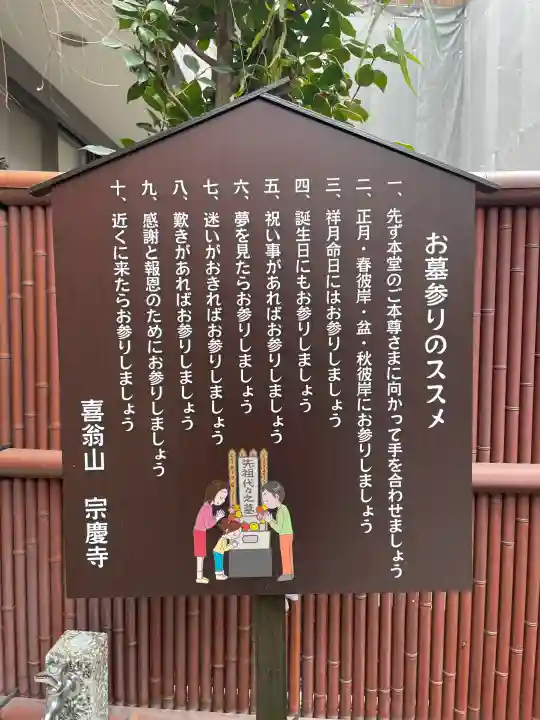 お墓参りのススメ
一、先ず本堂のご本尊さまに向かって手を合わせましょう
二、正月・春彼岸・盆・秋彼岸にお参りしましょう
三、祥月命日にはお参りしましょう
四、誕生日にもお参りしましょう
五、祝い事があればお参りしましょう
六、夢を見たらお参りしましょう
七、迷いがおきればお参りしましょう
八、歎きがあればお参りしましょう
九、感謝と報恩のためにお参りしましょう
十、近くに来たらお参りしましょう
喜翁山 宗慶寺
先祖代々之墓